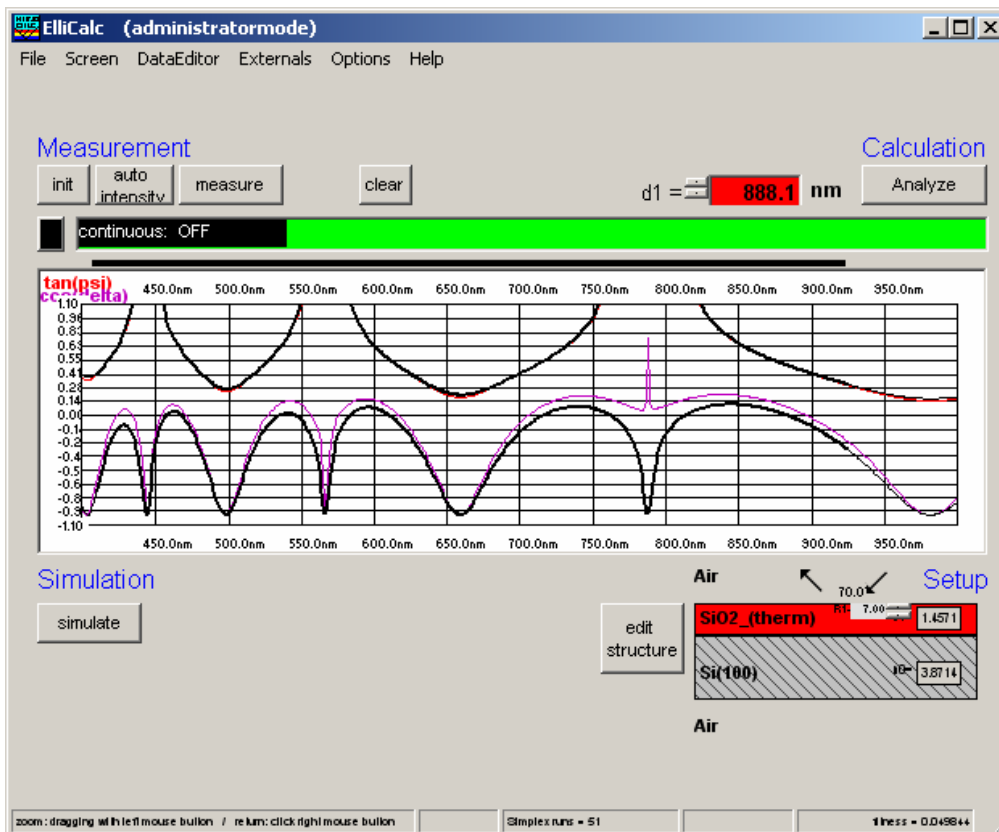 ElliCalc (administratormode)
File Screen DataEditor Externals Options Help
Measurement
Calculation
init
auto intensity
measure
clear
d1 = 888.1 nm
Analyze
continuous: OFF
tan(psi)
450.0nm 500.0nm 550.0nm 600.0nm 650.0nm 700.0nm 750.0nm 800.0nm 850.0nm 900.0nm 950.0nm
1.10
0.83
0.55
0.41
0.28
0.14
0.00
-0.1
-0.2
-0.4
-0.5
-0.6
-0.8
-0.9
-1.10
450.0nm 500.0nm 550.0nm 600.0nm 650.0nm 700.0nm 750.0nm 800.0nm 850.0nm 900.0nm 950.0nm
Simulation
Air
Setup
70.0
simulate
edit structure
SiO2_(therm)
7.00
1.4571
Si(100)
3.8714
Air
zoom: dragging with left mouse button / return: click right mouse button
Simplex runs = 51
fitness = 0.049844